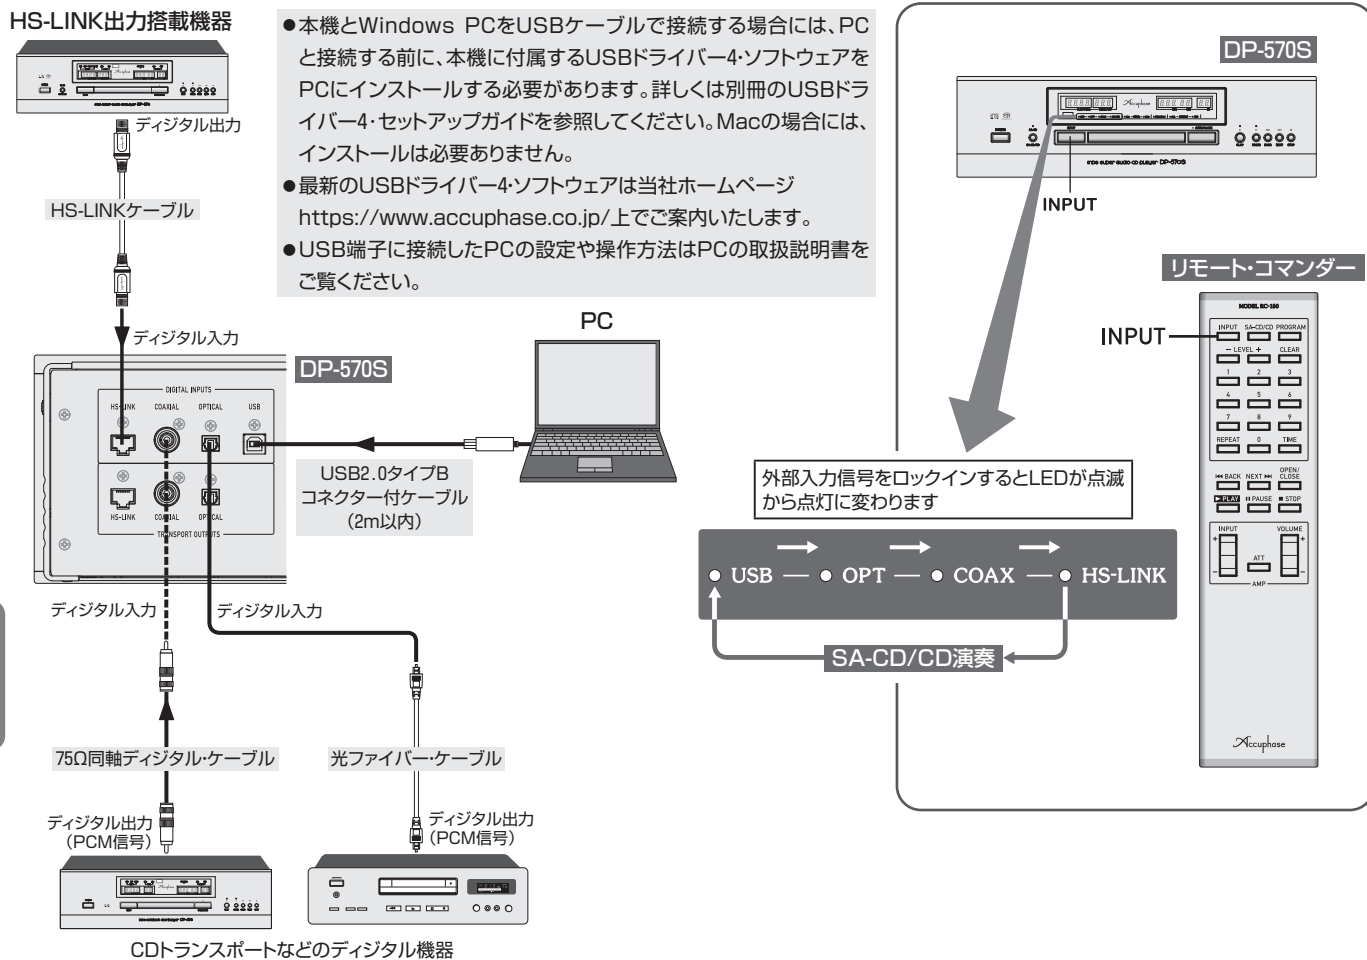 HS-LINK出力搭載機器
ディジタル出力
HS-LINKケーブル
ディジタル入力
●本機とWindows PCをUSBケーブルで接続する場合には、PC
と接続する前に、本機に付属するUSBドライバー4・ソフトウェアを
PCにインストールする必要があります。詳しくは別冊のUSBドラ
イバー4・セットアップガイドを参照してください。Macの場合には、
インストールは必要ありません。
●最新のUSBドライバー4・ソフトウェアは当社ホームページ
https://www.accuphase.co.jp/上でご案内いたします。
●USB端子に接続したPCの設定や操作方法はPCの取扱説明書を
ご覧ください。
PC
DP-570S
DIGITAL INPUTS
HS-LINK COAXIAL OPTICAL USB
HS-LINK COAXIAL OPTICAL
TRANSPORT OUTPUTS
USB2.0タイプB
コネクター付ケーブル
(2m以内)
ディジタル入力
ディジタル入力
75Ω同軸ディジタル・ケーブル
光ファイバー・ケーブル
ディジタル出力
(PCM信号)
ディジタル出力
(PCM信号)
CDトランスポートなどのディジタル機器
DP-570S
Accuphase
MDS SUPER AUDIO CD PLAYER DP-570S
INPUT
リモート・コマンダー
INPUT
MODEL RC-150
INPUT SA-CD/CD PROGRAM
− LEVEL + CLEAR
1 2 3
4 5 6
7 8 9
REPEAT 0 TIME
⏮ BACK NEXT ⏭ OPEN/CLOSE
▶ PLAY ⏸ PAUSE ■ STOP
INPUT VOLUME
+ +
ATT
− −
AMP
Accuphase
外部入力信号をロックインするとLEDが点滅
から点灯に変わります
USB — OPT — COAX — HS-LINK
SA-CD/CD演奏